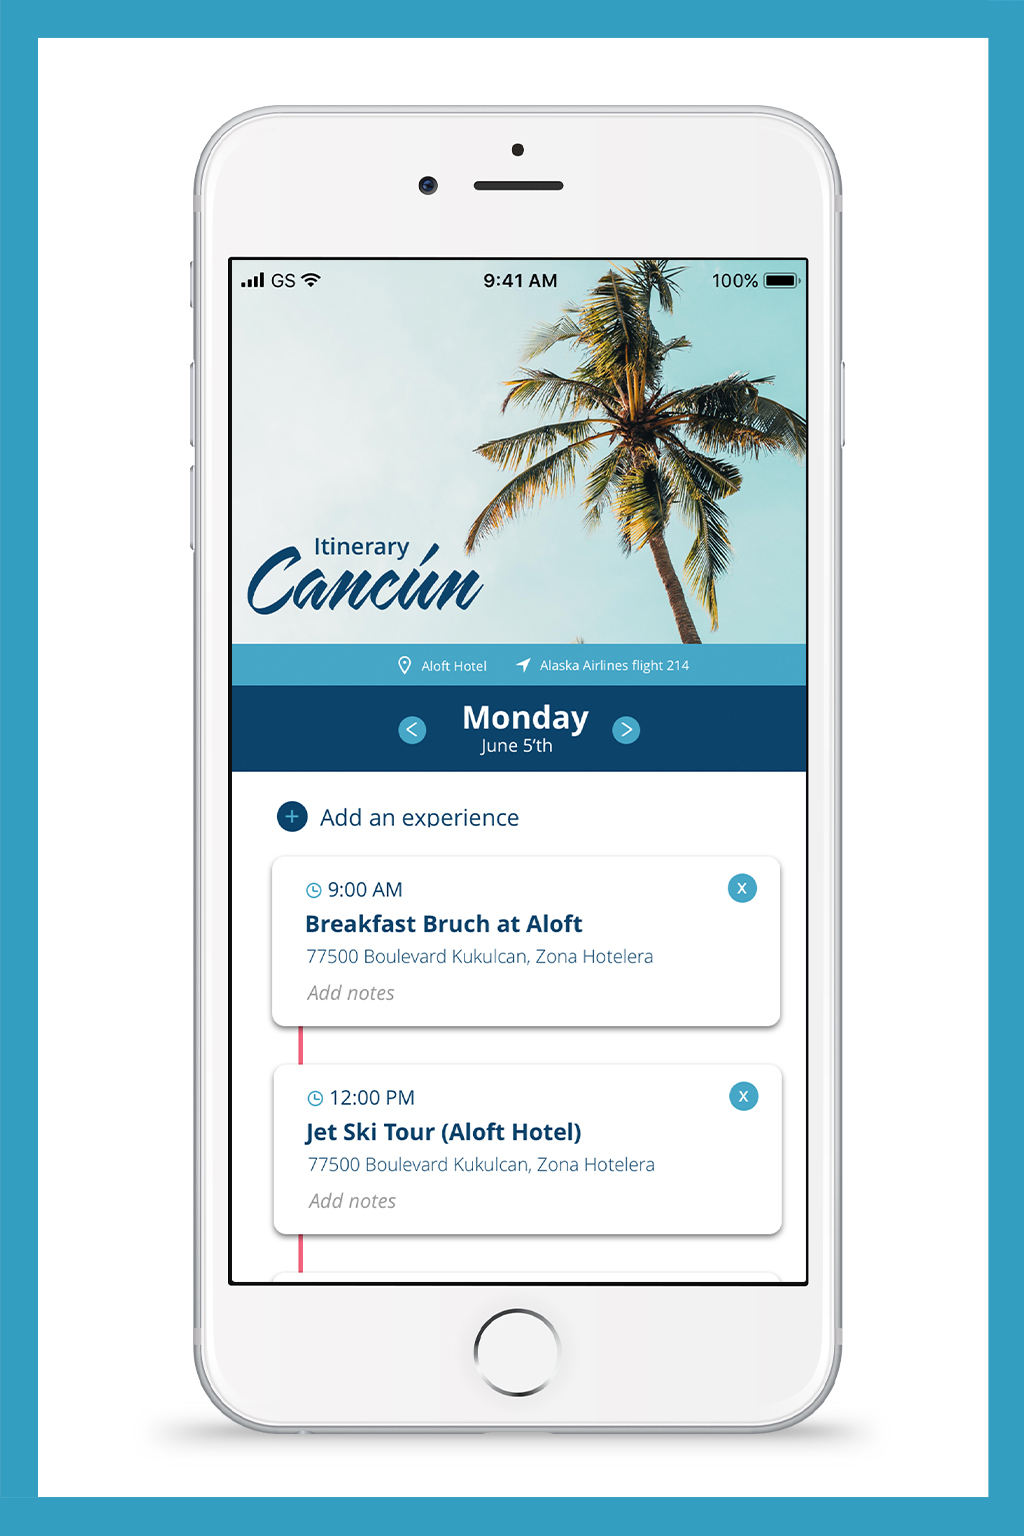 GS 9:41 AM 100%
Itinerary
Cancún
Aloft Hotel Alaska Airlines flight 214
< Monday >
June 5'th
+ Add an experience
9:00 AM X
Breakfast Bruch at Aloft
77500 Boulevard Kukulcan, Zona Hotelera
Add notes
12:00 PM X
Jet Ski Tour (Aloft Hotel)
77500 Boulevard Kukulcan, Zona Hotelera
Add notes